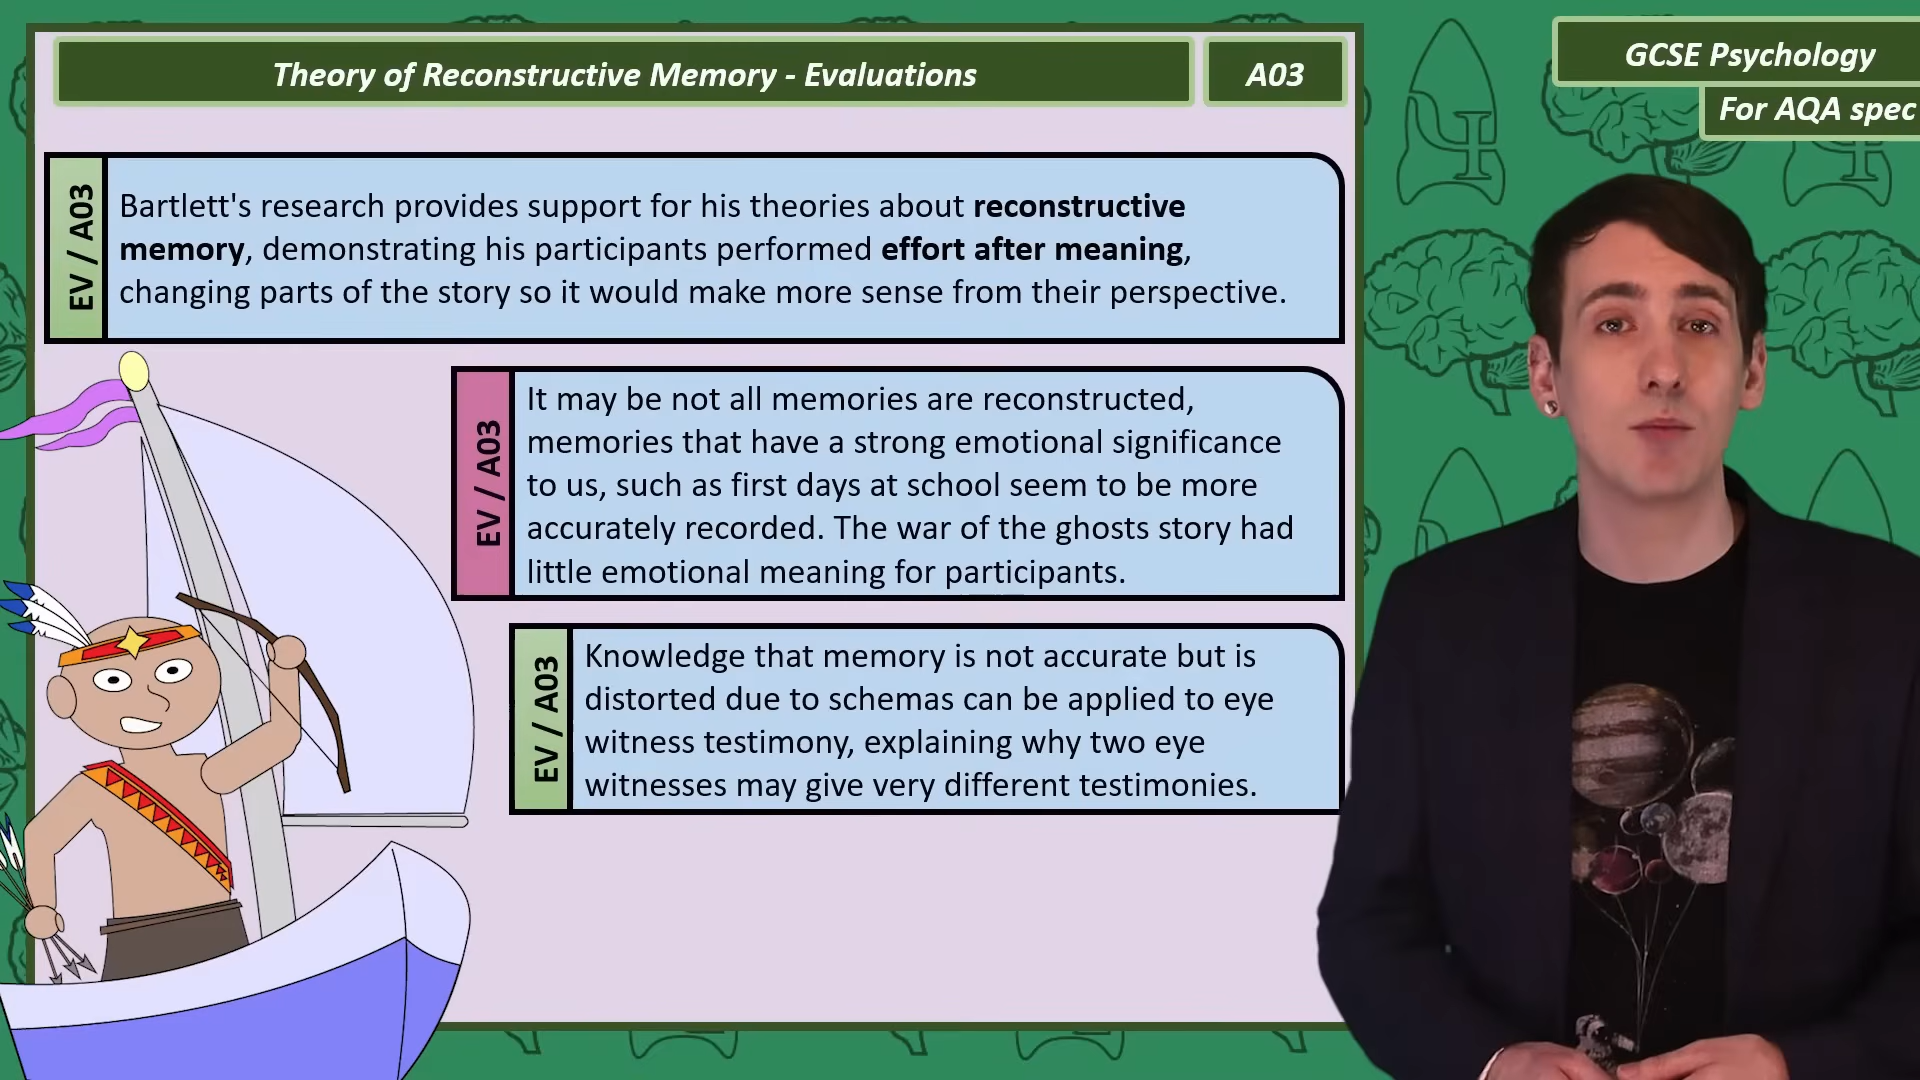 Theory of Reconstructive Memory - Evaluations
A03
GCSE Psychology
For AQA spec
EV / A03
Bartlett's research provides support for his theories about reconstructive
memory, demonstrating his participants performed effort after meaning,
changing parts of the story so it would make more sense from their perspective.
EV / A03
It may be not all memories are reconstructed,
memories that have a strong emotional significance
to us, such as first days at school seem to be more
accurately recorded. The war of the ghosts story had
little emotional meaning for participants.
EV / A03
Knowledge that memory is not accurate but is
distorted due to schemas can be applied to eye
witness testimony, explaining why two eye
witnesses may give very different testimonies.